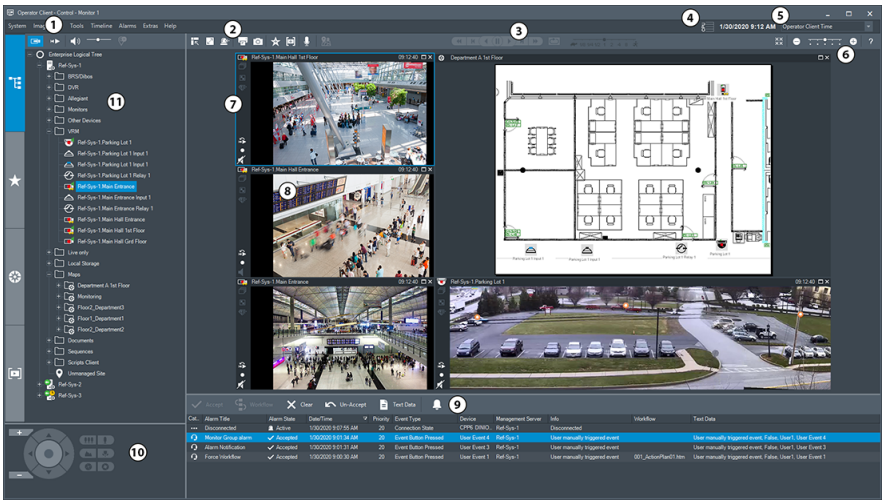 Operator Client - Control - Monitor 1
System
Tools Timeline Alarms Extras Help
1
2
3
4
5
1/30/2020 9:12 AM Operator Client Time
6
?
Enterprise Logical Tree
Ref-Sys-1
BRS/Dibos
DVR
Allegiant
11
Monitors
Other Devices
VRM
Ref-Sys-1.Parking Lot 1
Ref-Sys-1.Parking Lot 1 Input 1
Ref-Sys-1.Parking Lot 1 Input 1
Ref-Sys-1.Parking Lot 1 Relay 1
Ref-Sys-1.Main Entrance
Ref-Sys-1.Main Entrance Input 1
Ref-Sys-1.Main Entrance Relay 1
Ref-Sys-1.Main Hall Entrance
Ref-Sys-1.Main Hall 1st Floor
Ref-Sys-1.Main Hall Grd Floor
Live only
Local Storage
Maps
Department A 1st Floor
Monitoring
Floor2_Department3
Floor1_Department1
Floor2_Department2
Documents
Sequences
Scripts Client
Unmanaged Site
Ref-Sys-2
Ref-Sys-3
10
Ref-Sys-1.Main Hall 1st Floor 09:12:40
7
Ref-Sys-1.Main Hall Entrance 09:12:40
8
Ref-Sys-1.Main Entrance 09:12:40
Department A 1st Floor
Main Hall 1st Floor
Parking Lot 1 Input 1
Parking Lot 1 Input 1
Parking Lot 1 Relay 1
Parking Lot 1
Ref-Sys-1.Parking Lot 1 09:12:40
Accept Workflow Clear Un-Accept Text Data
9
Cat.. Alarm Title Alarm State Date/Time Priority Event Type Device Management Server Info Workflow Text Data
Disconnected Active 1/30/2020 9:07:55 AM 20 Connection State CPP6_DINIO... Ref-Sys-1 Disconnected
Monitor Group alarm Accepted 1/30/2020 9:01:34 AM 20 Event Button Pressed User Event 4 Ref-Sys-1 User manually triggered event User manually triggered event, False, User1, User Event 4
Alarm Notification Accepted 1/30/2020 9:01:31 AM 20 Event Button Pressed User Event 3 Ref-Sys-1 User manually triggered event User manually triggered event, False, User1, User Event 3
Force Workflow Accepted 1/30/2020 9:00:30 AM 20 Event Button Pressed User Event 1 Ref-Sys-1 User manually triggered event 001_ActionPlan01.htm User manually triggered event, False, User1, User Event 1